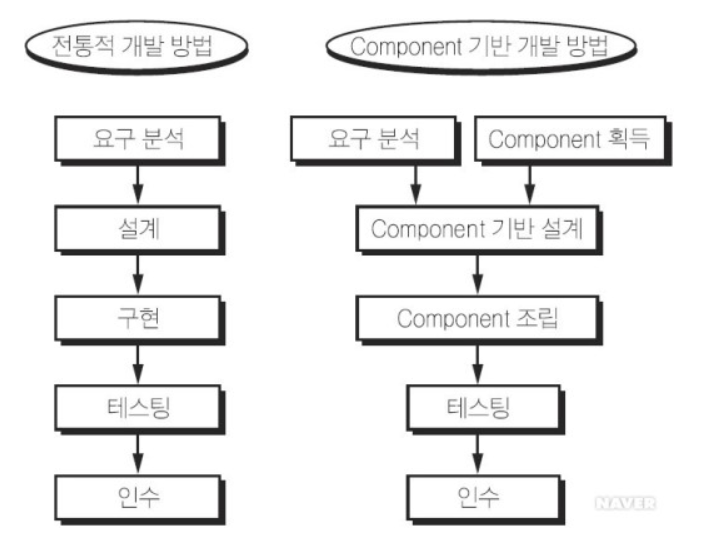 전통적 개발 방법
요구 분석
설계
구현
테스팅
인수
Component 기반 개발 방법
요구 분석
Component 획득
Component 기반 설계
Component 조립
테스팅
인수
NAVER